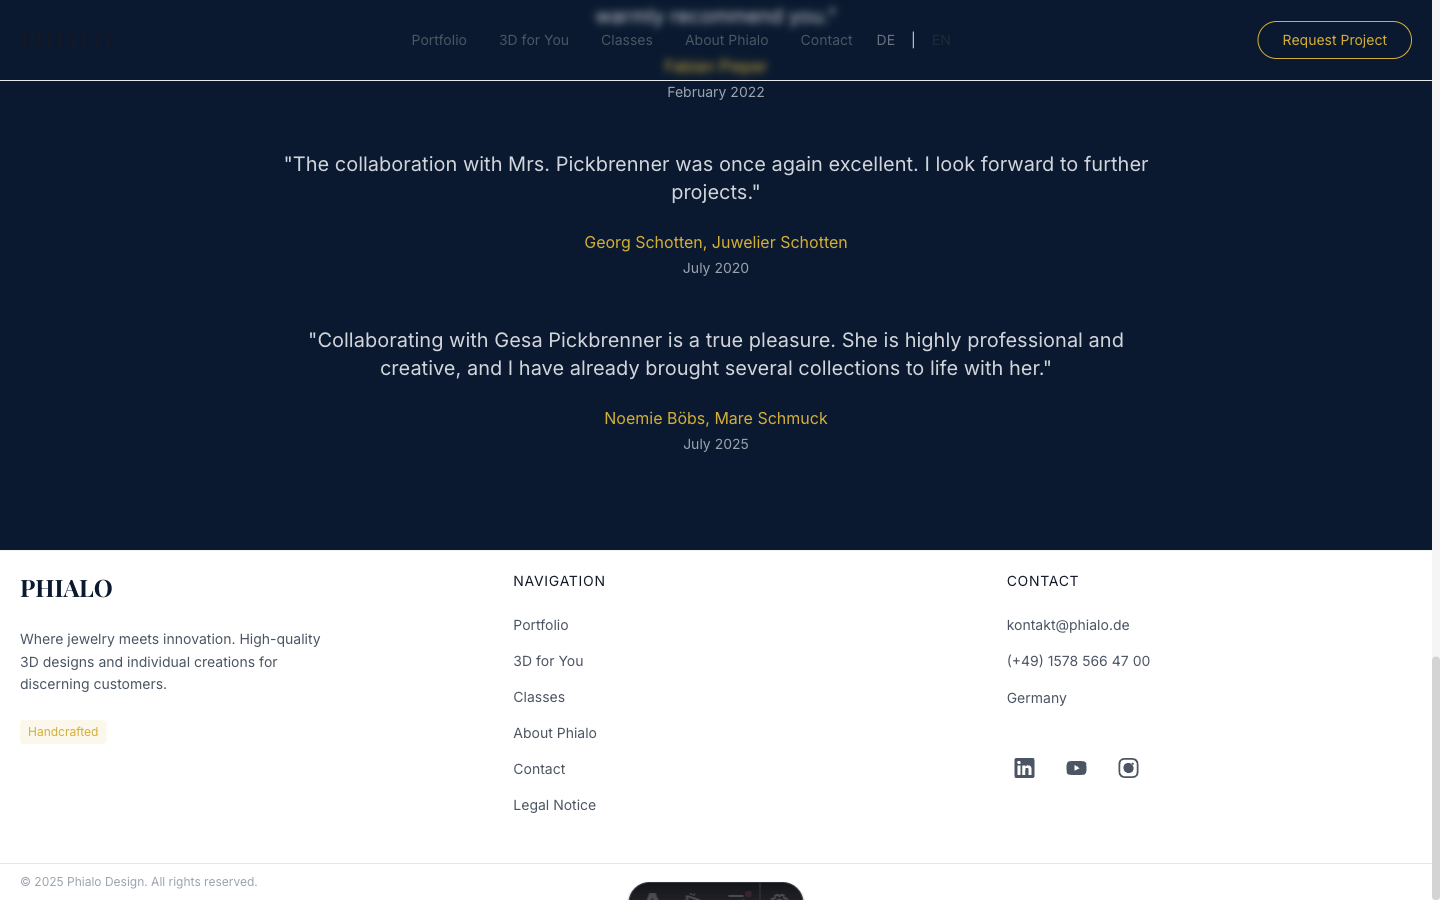 warmly recommend you."
Portfolio 3D for You Classes About Phialo Contact DE | EN
Request Project
Fabian Pieper
February 2022
"The collaboration with Mrs. Pickbrenner was once again excellent. I look forward to further
projects."
Georg Schotten, Juwelier Schotten
July 2020
"Collaborating with Gesa Pickbrenner is a true pleasure. She is highly professional and
creative, and I have already brought several collections to life with her."
Noemie Böbs, Mare Schmuck
July 2025
PHIALO
Where jewelry meets innovation. High-quality
3D designs and individual creations for
discerning customers.
Handcrafted
NAVIGATION
Portfolio
3D for You
Classes
About Phialo
Contact
Legal Notice
CONTACT
kontakt@phialo.de
(+49) 1578 566 47 00
Germany
© 2025 Phialo Design. All rights reserved.